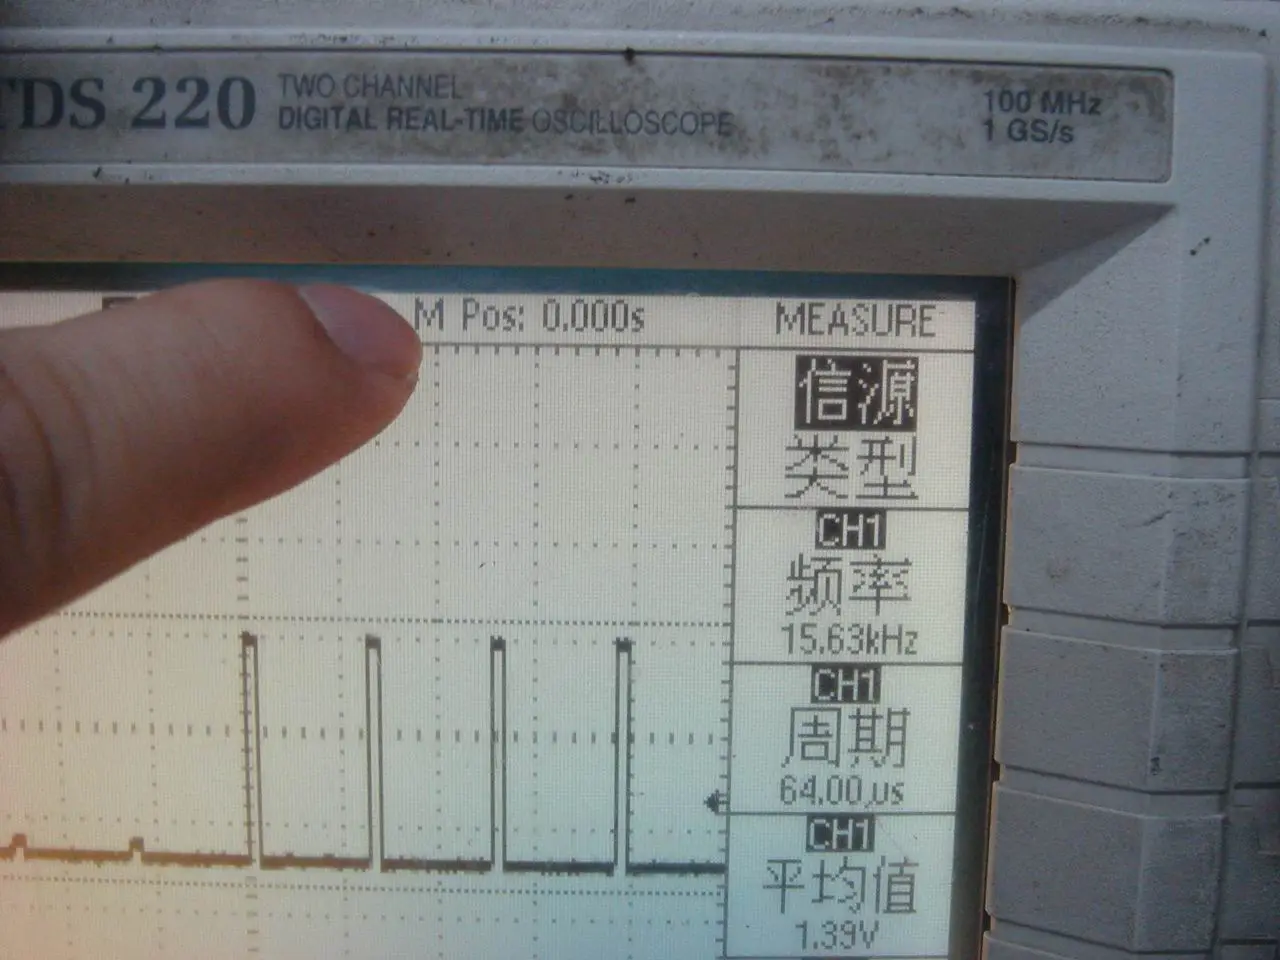 TDS 220
TWO CHANNEL
DIGITAL REAL-TIME OSCILLOSCOPE
100 MHz
1 GS/s
M Pos: 0.000s
MEASURE
信源
类型
CH1
频率
15.63kHz
CH1
周期
64.00µs
CH1
平均值
1.39V